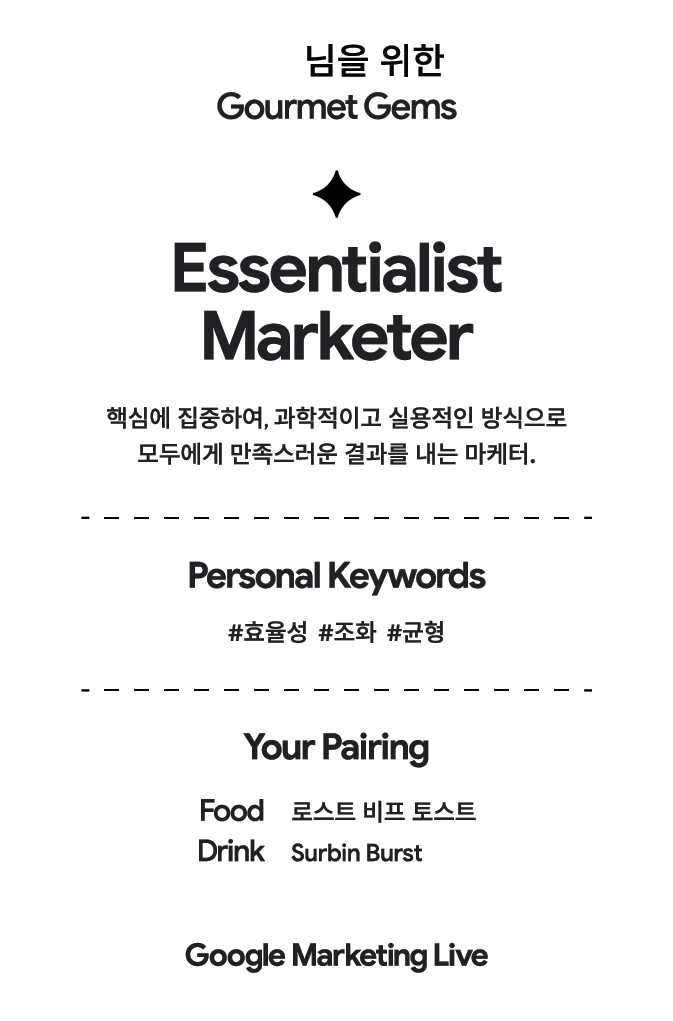 님을 위한
Gourmet Gems
Essentialist
Marketer
핵심에 집중하여, 과학적이고 실용적인 방식으로
모두에게 만족스러운 결과를 내는 마케터.
Personal Keywords
#효율성 #조화 #균형
Your Pairing
Food 로스트 비프 토스트
Drink Surbin Burst
Google Marketing Live